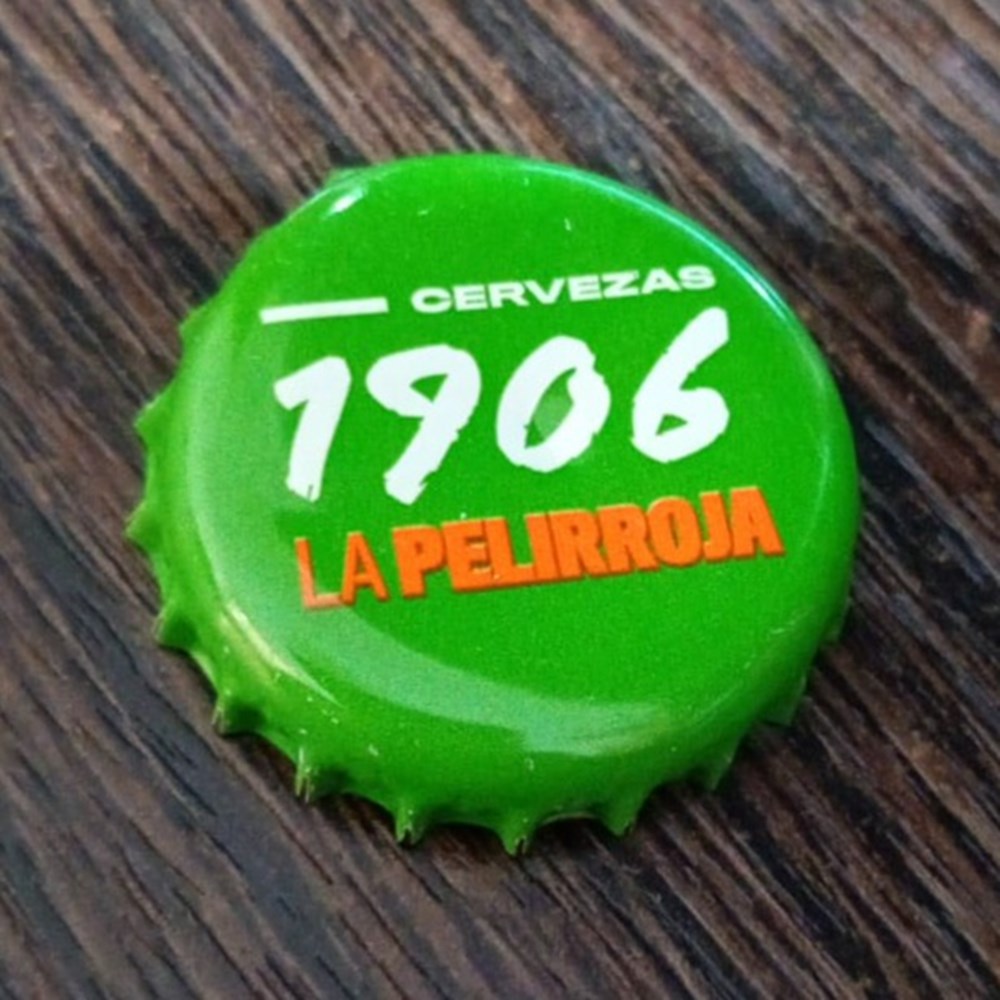 CERVEZAS
1906
LA PELIRROJA